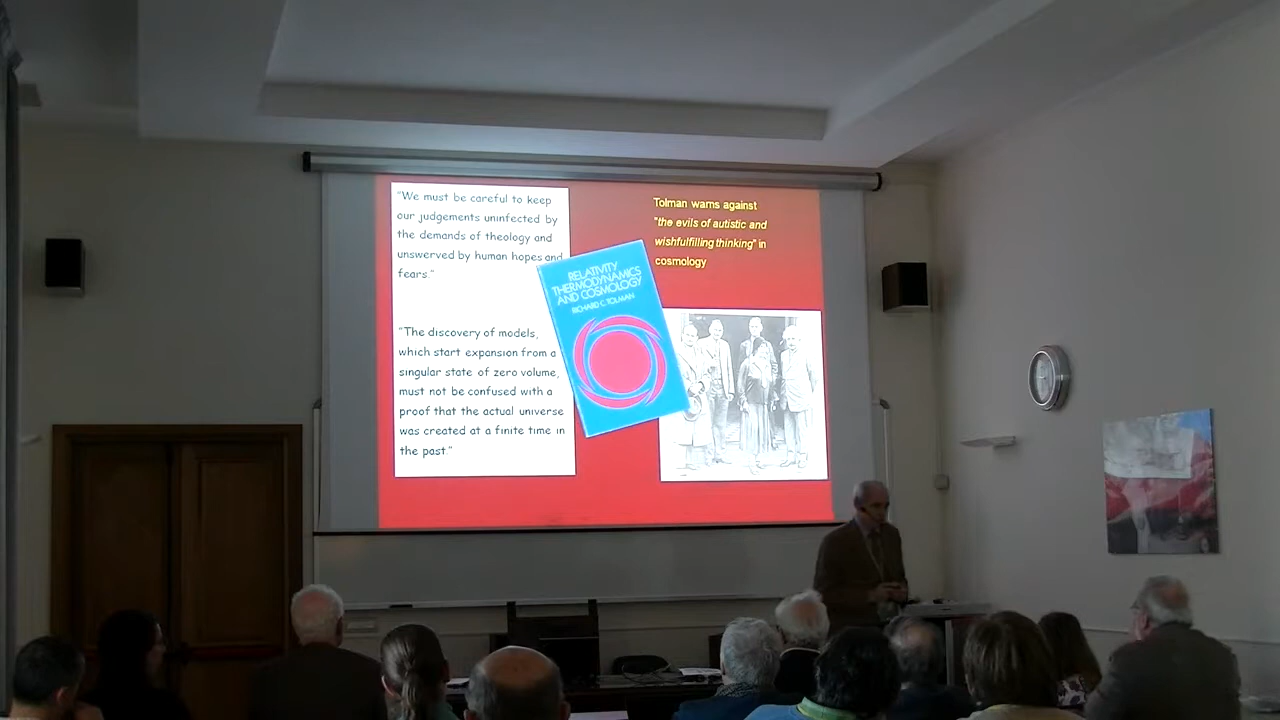 "We must be careful to keep
our judgements uninfected by
the demands of theology and
unswerved by human hopes and
fears."
"The discovery of models,
which start expansion from a
singular state of zero volume,
must not be confused with a
proof that the actual universe
was created at a finite time in
the past."
RELATIVITY
THERMODYNAMICS
AND COSMOLOGY
RICHARD C. TOLMAN
Tolman warns against
"the evils of autistic and
wishfulfilling thinking" in
cosmology